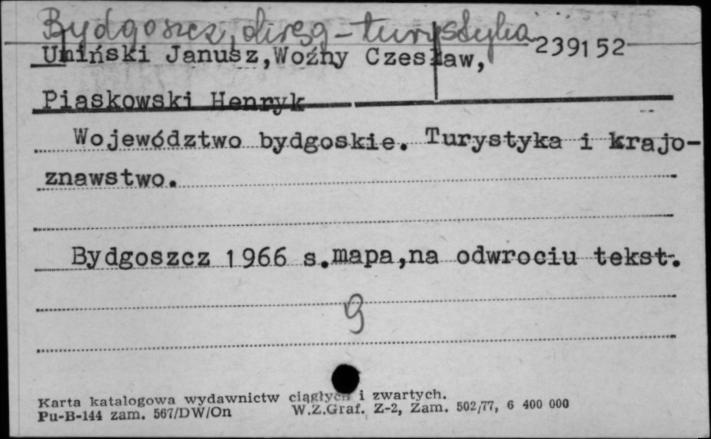 Bydgoszcz, okręg - turystyka
Umiński Janusz, Woźny Czesław, 239152
Piaskowski Henryk
Województwo bydgoskie. Turystyka i krajo-
znawstwo.
Bydgoszcz 1966 s.mapa,na odwrociu tekst.
9
Karta katalogowa wydawnictw ciągłych i zwartych.
Pu-B-144 zam. 567/DW/On W.Z.Graf. Z-2, Zam. 502/77, 6 400 000